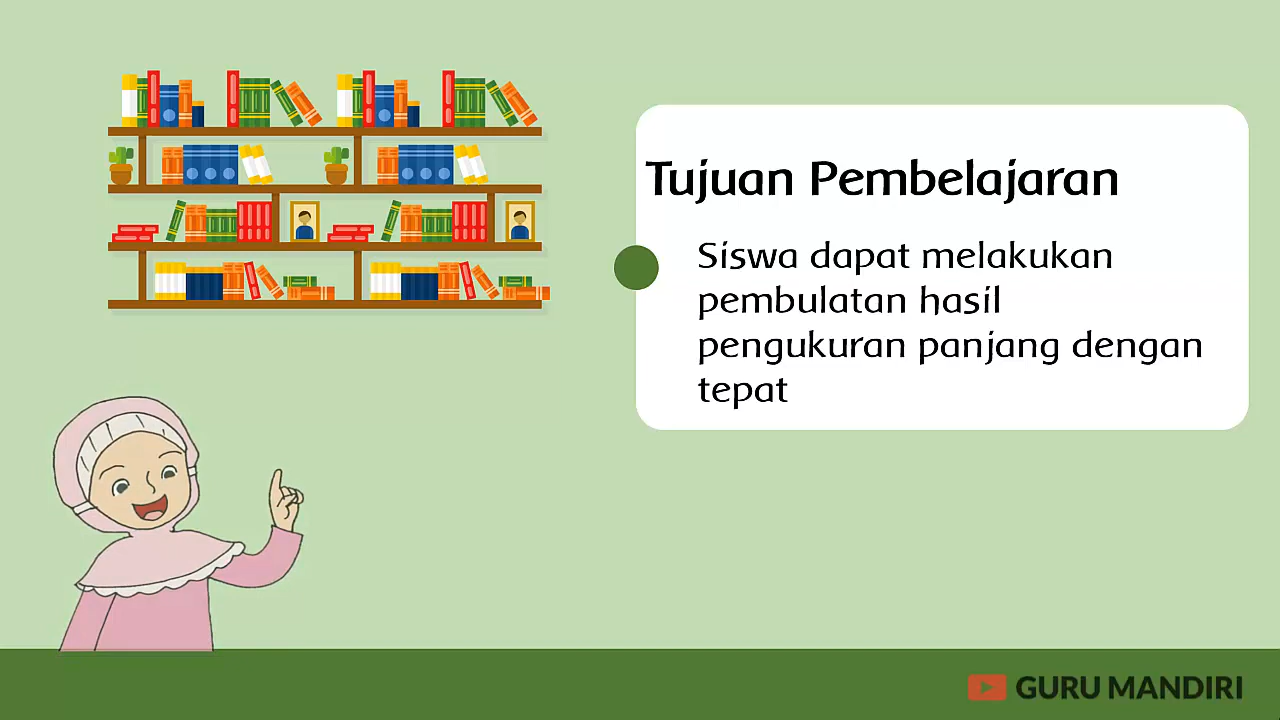 Tujuan Pembelajaran
Siswa dapat melakukan
pembulatan hasil
pengukuran panjang dengan
tepat
GURU MANDIRI